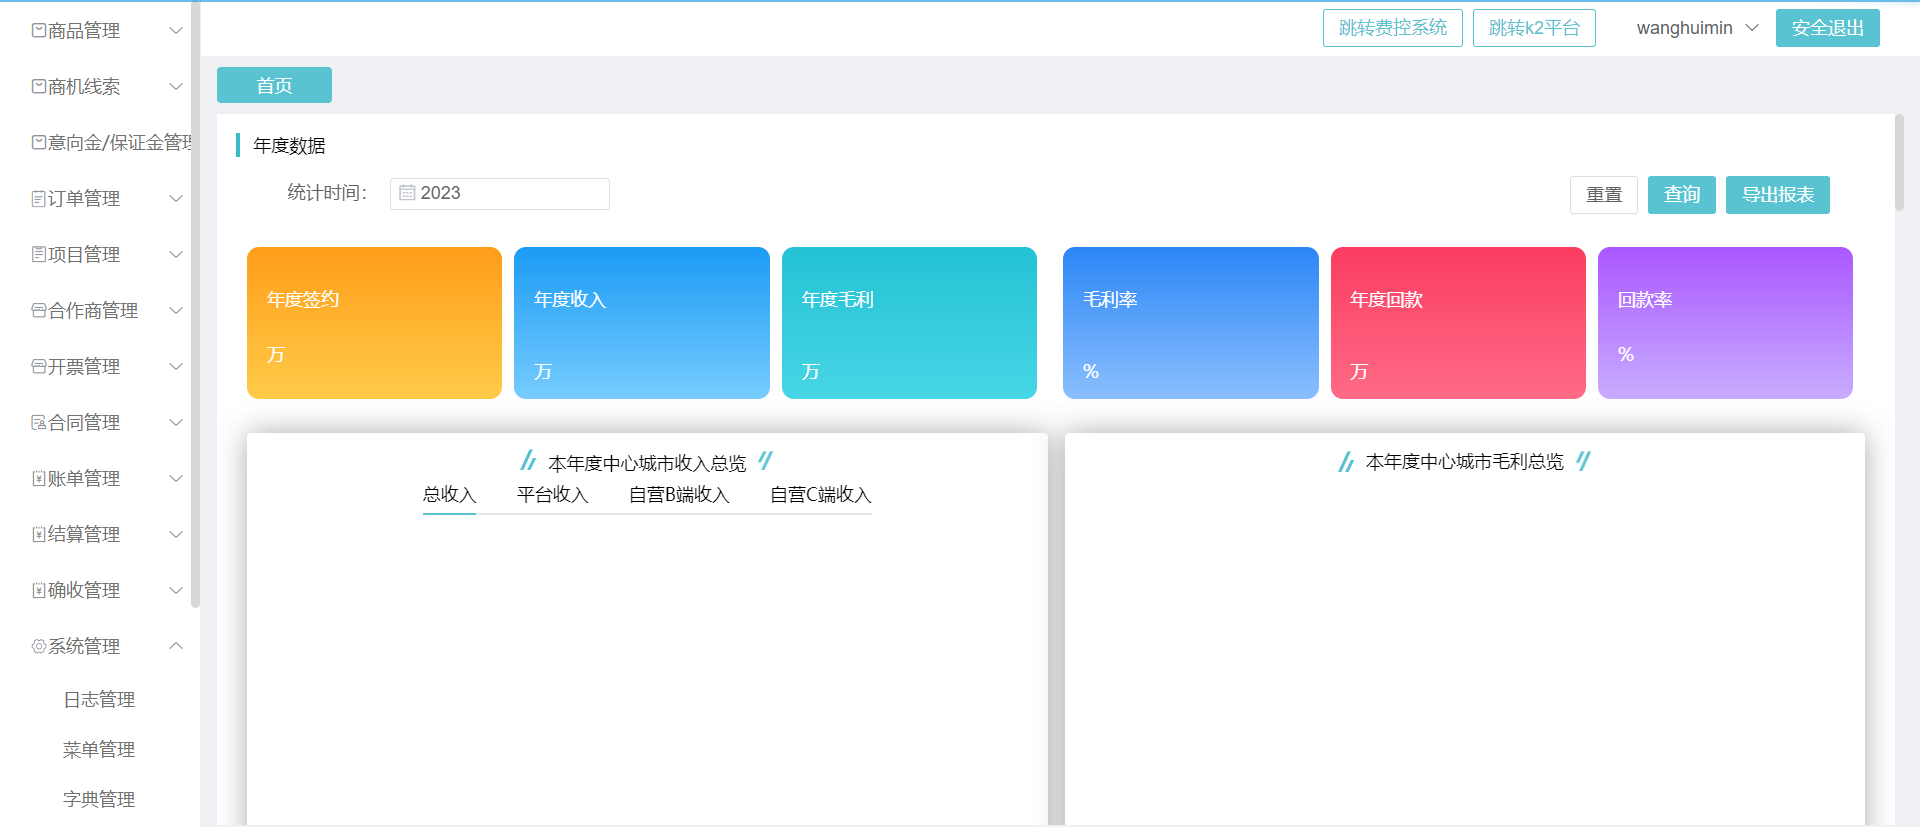 商品管理
商机线索
意向金/保证金管理
订单管理
项目管理
合作商管理
开票管理
合同管理
账单管理
结算管理
确收管理
系统管理
日志管理
菜单管理
字典管理
跳转费控系统
跳转k2平台
wanghuimin
安全退出
首页
年度数据
统计时间：
2023
重置
查询
导出报表
年度签约
万
年度收入
万
年度毛利
万
毛利率
%
年度回款
万
回款率
%
本年度中心城市收入总览
总收入 平台收入 自营B端收入 自营C端收入
本年度中心城市毛利总览